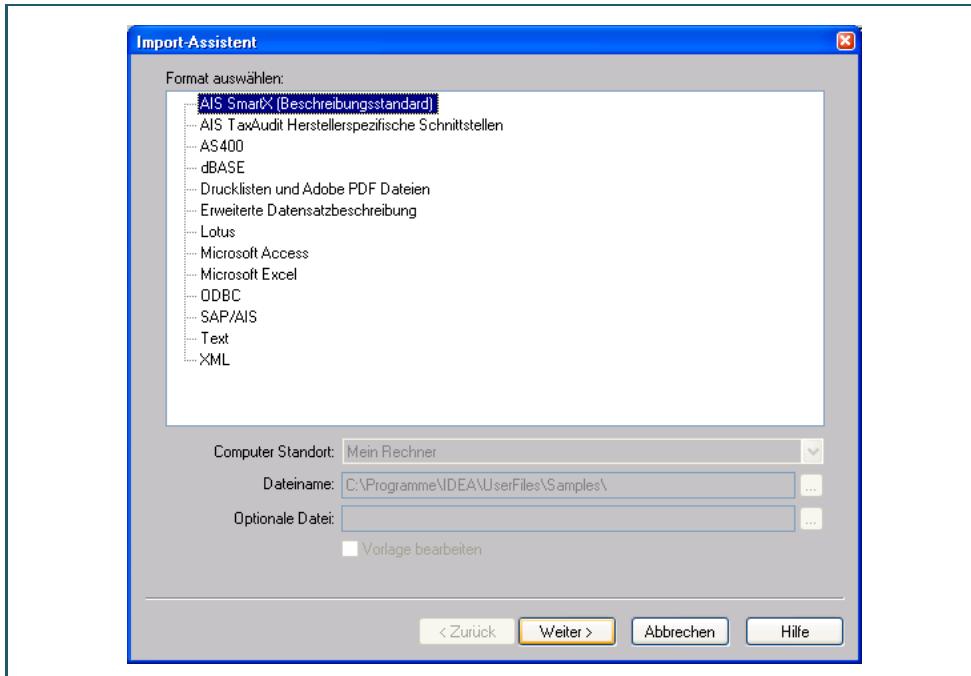 Import-Assistent
Format auswählen:
AIS SmartX (Beschreibungsstandard)
AIS TaxAudit Herstellerspezifische Schnittstellen
AS400
dBASE
Drucklisten und Adobe PDF Dateien
Erweiterte Datensatzbeschreibung
Lotus
Microsoft Access
Microsoft Excel
ODBC
SAP/AIS
Text
XML
Computer Standort: Mein Rechner
Dateiname: C:\Programme\IDEA\UserFiles\Samples\ ...
Optionale Datei: ...
Vorlage bearbeiten
< Zurück Weiter > Abbrechen Hilfe